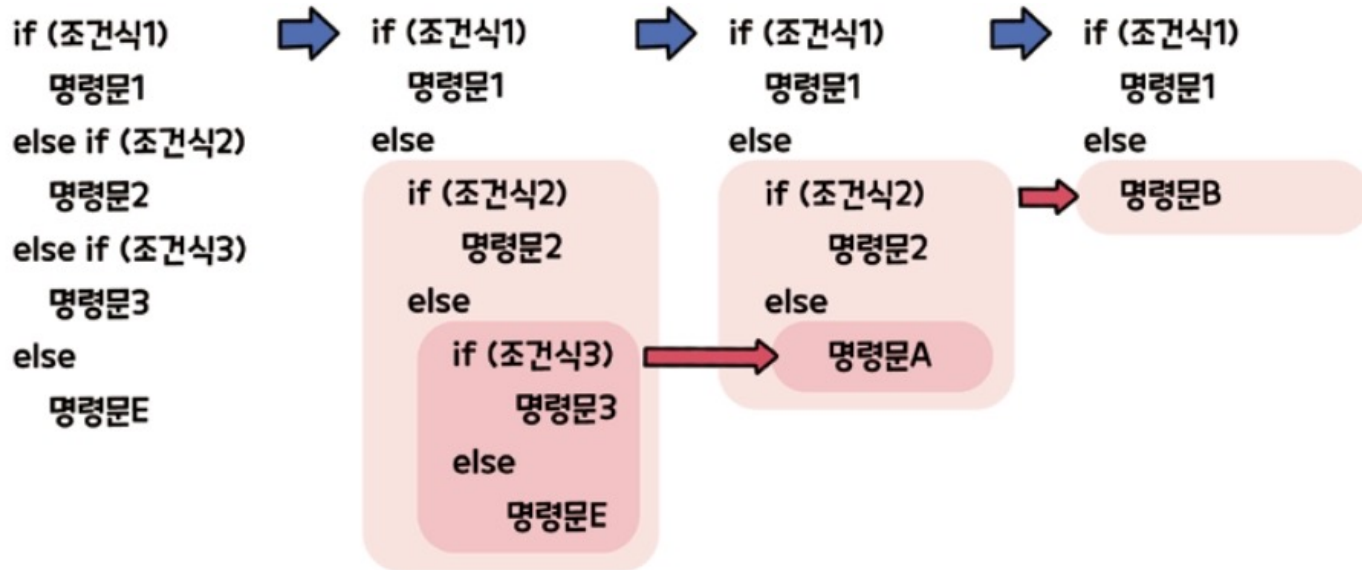 if (조건식1)
명령문1
else if (조건식2)
명령문2
else if (조건식3)
명령문3
else
명령문E
if (조건식1)
명령문1
else
if (조건식2)
명령문2
else
if (조건식3)
명령문3
else
명령문E
if (조건식1)
명령문1
else
if (조건식2)
명령문2
else
명령문A
if (조건식1)
명령문1
else
명령문B